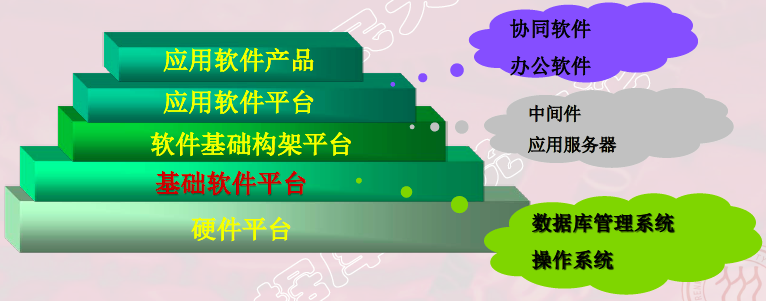 应用软件产品
应用软件平台
软件基础构架平台
基础软件平台
硬件平台
协同软件
办公软件
中间件
应用服务器
数据库管理系统
操作系统